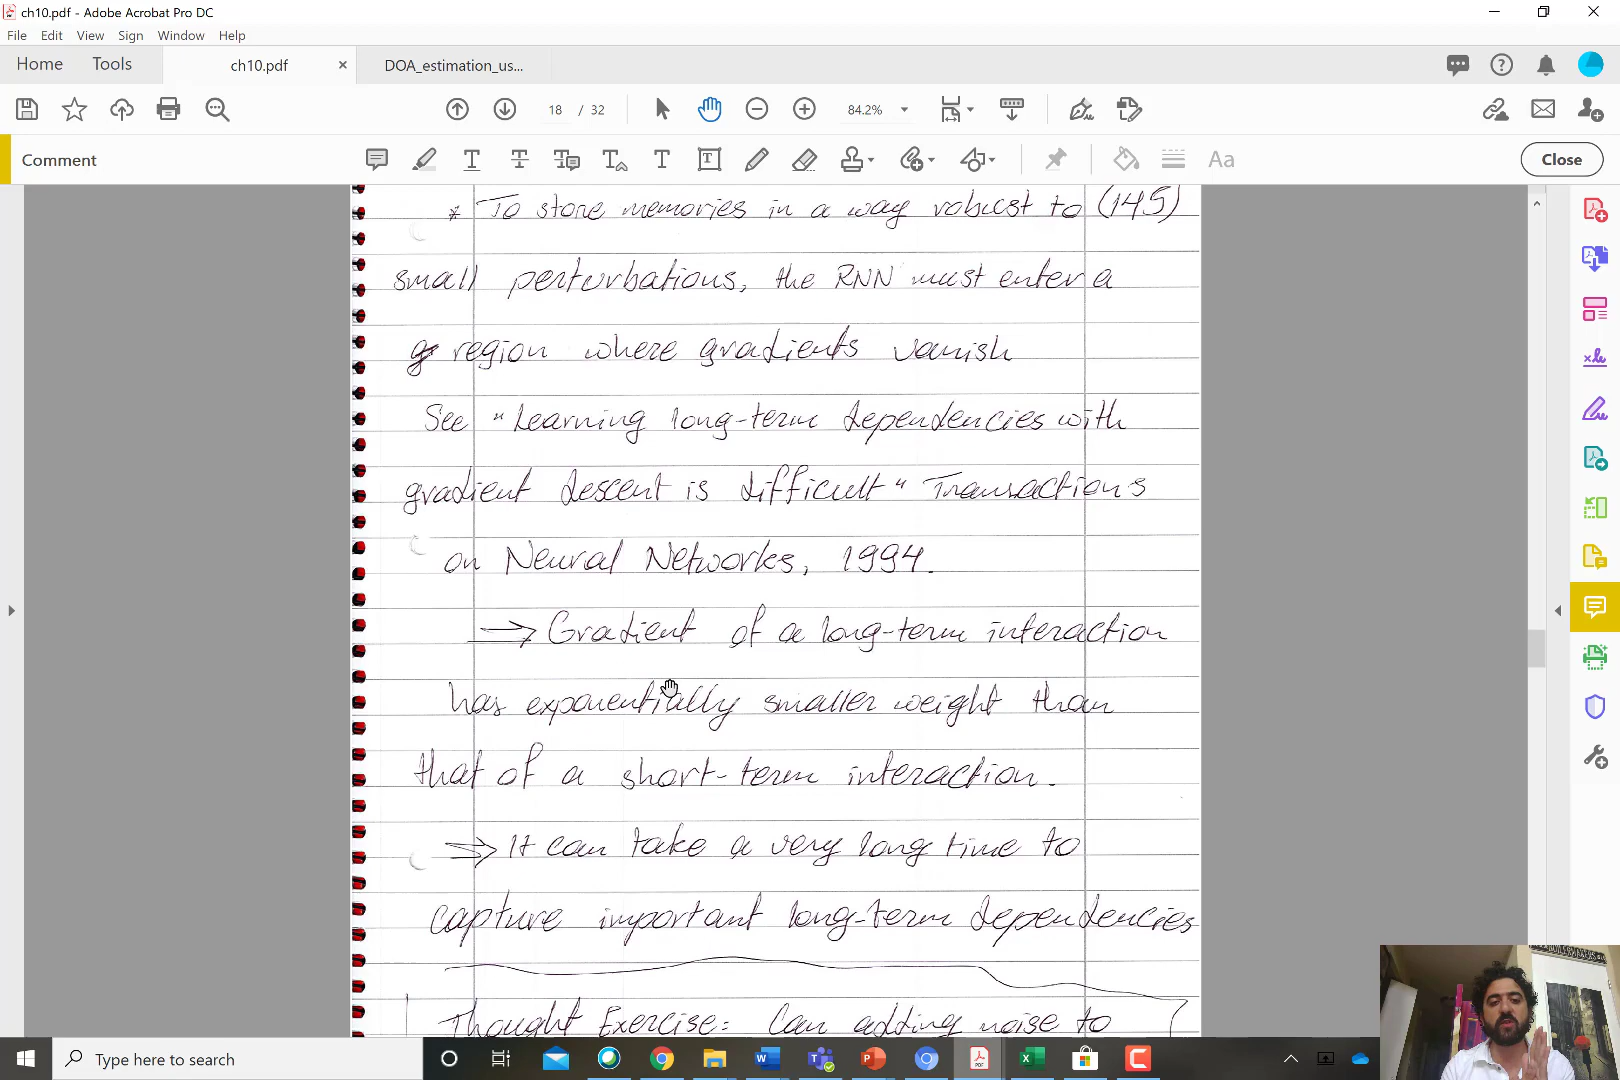 ch10.pdf - Adobe Acrobat Pro DC
File Edit View Sign Window Help
Home Tools ch10.pdf × DOA_estimation_us...
18 / 32 84.2%
Comment Aa Close
* To store memories in a way robust to (145)
small perturbations, the RNN must enter a
region where gradients vanish
See "Learning long-term dependencies with
gradient descent is difficult" Transactions
on Neural Networks, 1994.
⇒ Gradient of a long-term interaction
has exponentially smaller weight than
that of a short-term interaction.
⇒ It can take a very long time to
capture important long-term dependencies
Thought Exercise: Can adding noise to
Type here to search